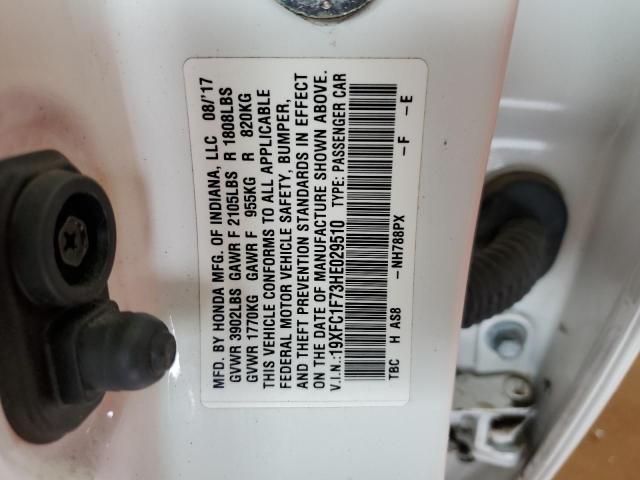 MFD. BY HONDA MFG. OF INDIANA, LLC 08/'17
GVWR 3902LBS GAWR F 2105LBS R 1808LBS
GVWR 1770KG GAWR F 955KG R 820KG
THIS VEHICLE CONFORMS TO ALL APPLICABLE
FEDERAL MOTOR VEHICLE SAFETY, BUMPER,
AND THEFT PREVENTION STANDARDS IN EFFECT
ON THE DATE OF MANUFACTURE SHOWN ABOVE.
V.I.N.:19XFC1F73HE029510 TYPE: PASSENGER CAR
TBC H AS8 -NH788PX -F -E